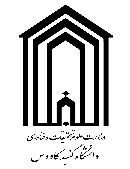 وزارت علوم، تحقیقات و فناوری
دانشگاه گنبد کاووس